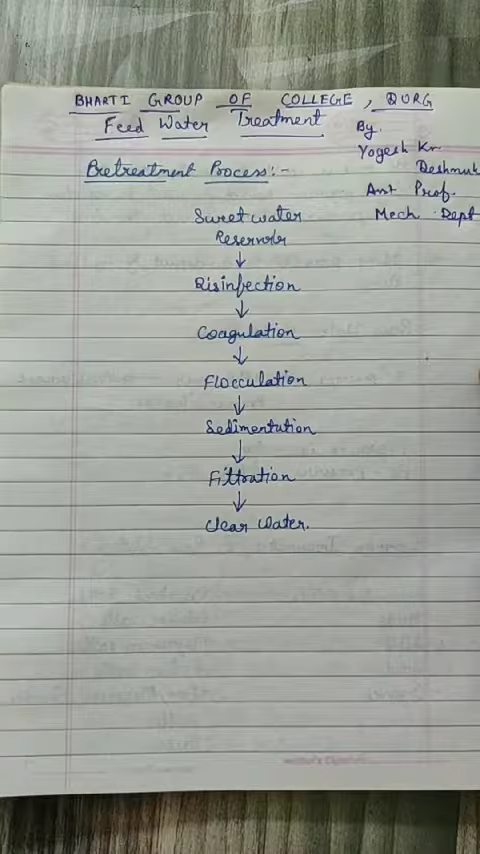 BHARTI GROUP OF COLLEGE, DURG
Feed Water Treatment
By.
Yogesh Kr
Deshmuk
Asst Prof.
Mech. Dept
Pretreatment Process:-
Sweet water
Reservoir
↓
Disinfection
↓
Coagulation
↓
Flocculation
↓
Sedimentation
↓
Filtration
↓
Clear Water.